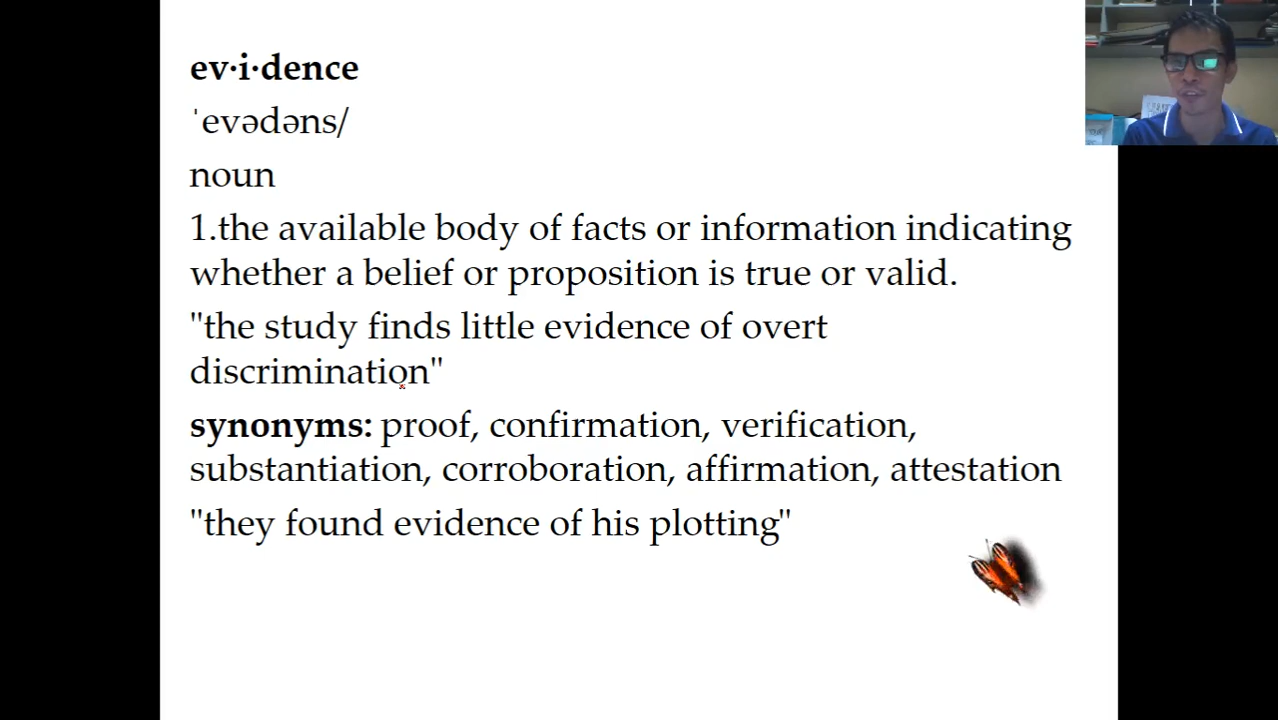 ev·i·dence
ˈevədəns/
noun
1.the available body of facts or information indicating
whether a belief or proposition is true or valid.
"the study finds little evidence of overt
discrimination"
synonyms: proof, confirmation, verification,
substantiation, corroboration, affirmation, attestation
"they found evidence of his plotting"